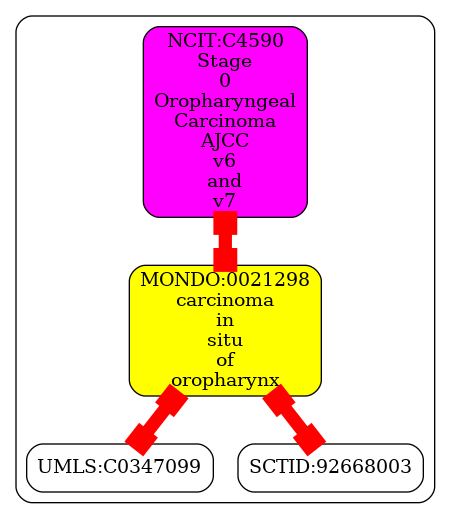 NCIT:C4590
Stage
0
Oropharyngeal
Carcinoma
AJCC
v6
and
v7
MONDO:0021298
carcinoma
in
situ
of
oropharynx
UMLS:C0347099
SCTID:92668003